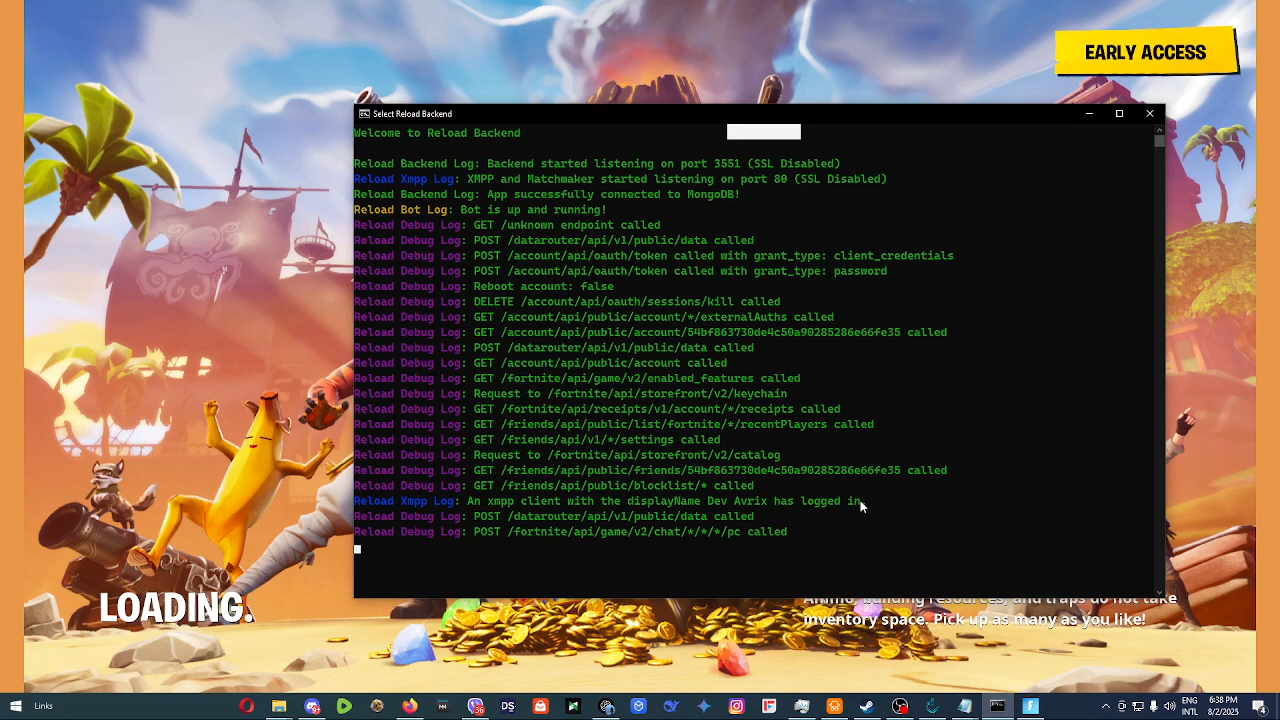 EARLY ACCESS
Select Reload Backend
Welcome to Reload Backend
Reload Backend Log: Backend started listening on port 3551 (SSL Disabled)
Reload Xmpp Log: XMPP and Matchmaker started listening on port 80 (SSL Disabled)
Reload Backend Log: App successfully connected to MongoDB!
Reload Bot Log: Bot is up and running!
Reload Debug Log: GET /unknown endpoint called
Reload Debug Log: POST /datarouter/api/v1/public/data called
Reload Debug Log: POST /account/api/oauth/token called with grant_type: client_credentials
Reload Debug Log: POST /account/api/oauth/token called with grant_type: password
Reload Debug Log: Reboot account: false
Reload Debug Log: DELETE /account/api/oauth/sessions/kill called
Reload Debug Log: GET /account/api/public/account/*/externalAuths called
Reload Debug Log: GET /account/api/public/account/54bf863730de4c50a90285286e66fe35 called
Reload Debug Log: POST /datarouter/api/v1/public/data called
Reload Debug Log: GET /account/api/public/account called
Reload Debug Log: GET /fortnite/api/game/v2/enabled_features called
Reload Debug Log: Request to /fortnite/api/storefront/v2/keychain
Reload Debug Log: GET /fortnite/api/receipts/v1/account/*/receipts called
Reload Debug Log: GET /friends/api/public/list/fortnite/*/recentPlayers called
Reload Debug Log: GET /friends/api/v1/*/settings called
Reload Debug Log: Request to /fortnite/api/storefront/v2/catalog
Reload Debug Log: GET /friends/api/public/friends/54bf863730de4c50a90285286e66fe35 called
Reload Debug Log: GET /friends/api/public/blocklist/* called
Reload Xmpp Log: An xmpp client with the displayName Dev Avrix has logged in.
Reload Debug Log: POST /datarouter/api/v1/public/data called
Reload Debug Log: POST /fortnite/api/game/v2/chat/*/*/*/pc called
LOADING.
Ammo, building resources, and traps do not take
inventory space. Pick up as many as you like!
Links
36
DS
ENG
INTL
6:38 PM
8/2/2025